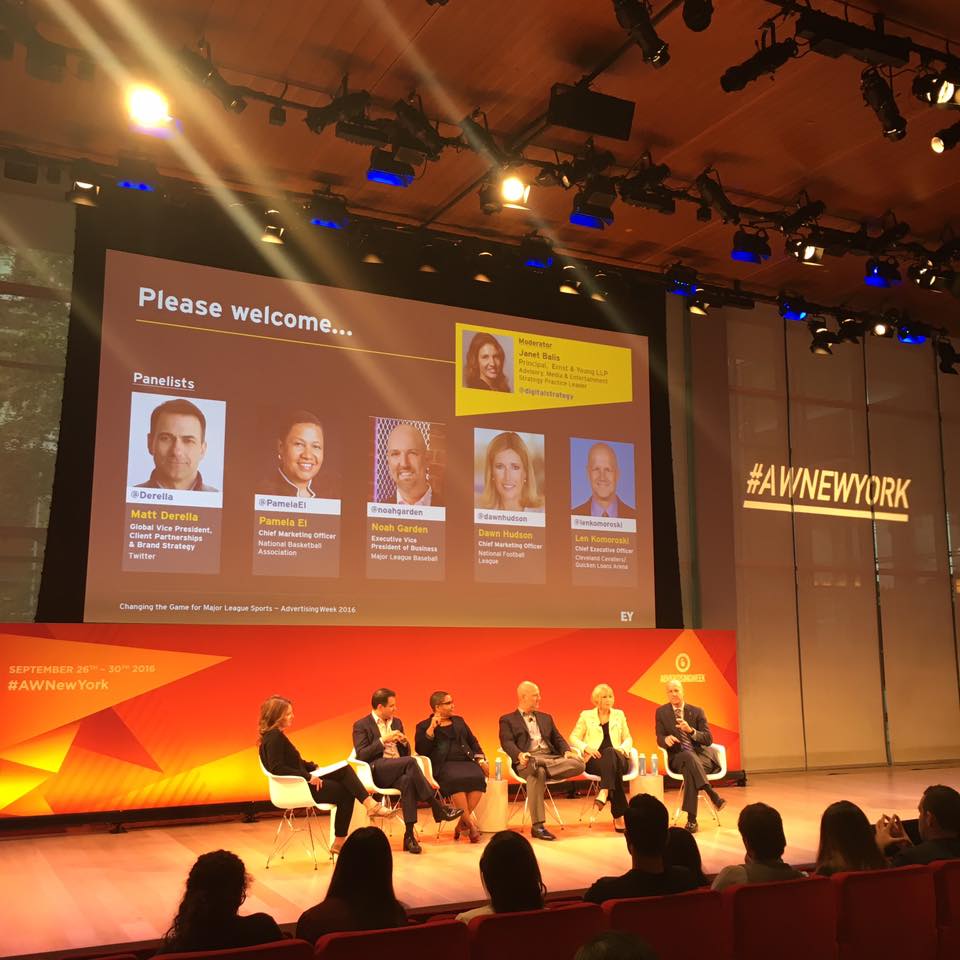 Please welcome...
Moderator
Janet Balis
Principal, Ernst & Young LLP
Advisory, Media & Entertainment
Strategy Practice Leader
@digitalstrategy
Panelists
@Derella
Matt Derella
Global Vice President,
Client Partnerships
& Brand Strategy
Twitter
@PamelaEl
Pamela El
Chief Marketing Officer
National Basketball
Association
@noahgarden
Noah Garden
Executive Vice
President of Business
Major League Baseball
@dawnhudson
Dawn Hudson
Chief Marketing Officer
National Football
League
@lenkomoroski
Len Komoroski
Chief Executive Officer
Cleveland Cavaliers/
Quicken Loans Arena
Changing the Game for Major League Sports – AdvertisingWeek 2016
EY
#AWNEWYORK
SEPTEMBER 26TH – 30TH 2016
#AWNewYork
ADVERTISINGWEEK